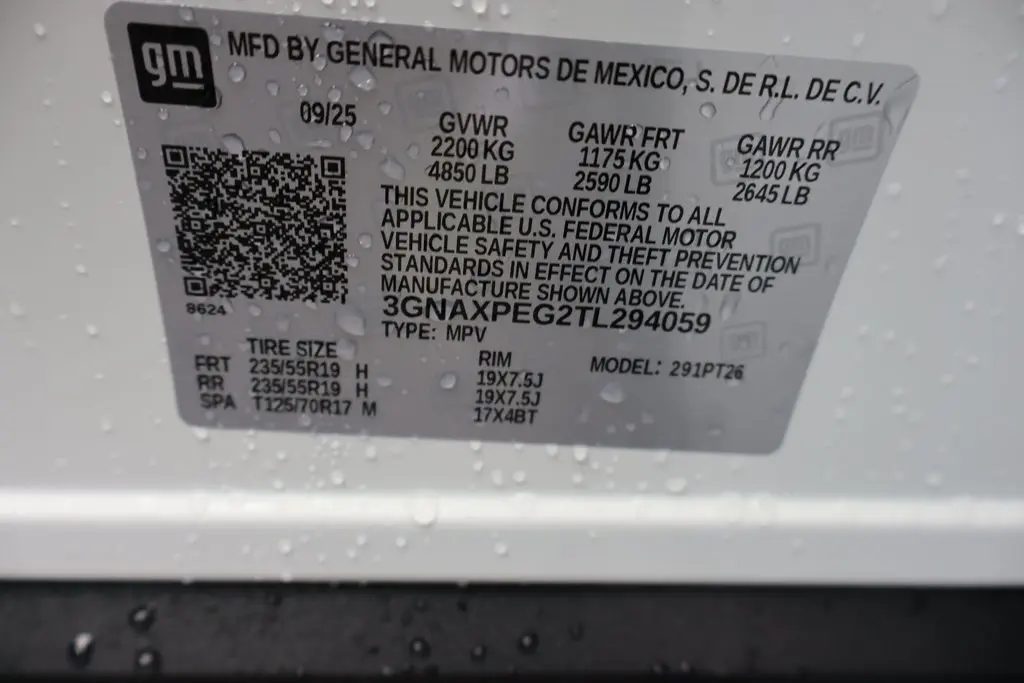 gm
MFD BY GENERAL MOTORS DE MEXICO, S. DE R.L. DE C.V.
09/25
GVWR GAWR FRT GAWR RR
2200 KG 1175 KG 1200 KG
4850 LB 2590 LB 2645 LB
THIS VEHICLE CONFORMS TO ALL
APPLICABLE U.S. FEDERAL MOTOR
VEHICLE SAFETY AND THEFT PREVENTION
STANDARDS IN EFFECT ON THE DATE OF
MANUFACTURE SHOWN ABOVE.
8624
3GNAXPEG2TL294059
TYPE: MPV
TIRE SIZE RIM MODEL: 291PT26
FRT 235/55R19 H 19X7.5J
RR 235/55R19 H 19X7.5J
SPA T125/70R17 M 17X4BT